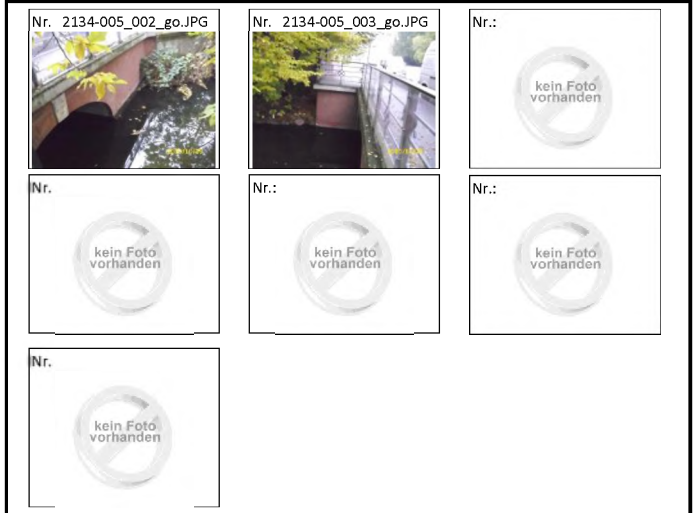 Nr. 2134-005_002_go.JPG
Nr. 2134-005_003_go.JPG
Nr.:
kein Foto
vorhanden
Nr.
Nr.:
Nr.:
kein Foto
vorhanden
kein Foto
vorhanden
kein Foto
vorhanden
Nr.
kein Foto
vorhanden